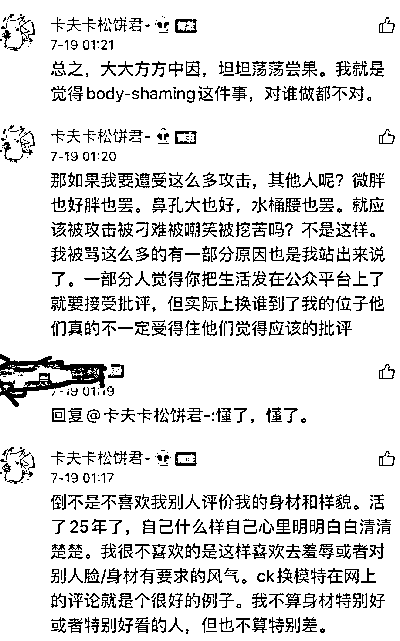 卡夫卡松饼君-
7-19 01:21
总之，大大方方中因，坦坦荡荡尝果。我就是
觉得body-shaming这件事，对谁做都不对。
卡夫卡松饼君-
7-19 01:20
那如果我要遭受这么多攻击，其他人呢？微胖
也好胖也罢。鼻孔大也好，水桶腰也罢。就应
该被攻击被刁难被嘲笑被挖苦吗？不是这样。
我被骂这么多的有一部分原因也是我站出来说
了。一部分人觉得你把生活发在公众平台上了
就要接受批评，但实际上换谁到了我的位子他
们真的不一定受得住他们觉得应该的批评
7-19 01:19
回复@卡夫卡松饼君-:懂了，懂了。
卡夫卡松饼君-
7-19 01:17
倒不是不喜欢我别人评价我的身材和样貌。活
了25年了，自己什么样自己心里明明白白清清
楚楚。我很不喜欢的是这样喜欢去羞辱或者对
别人脸/身材有要求的风气。ck换模特在网上
的评论就是个很好的例子。我不算身材特别好
或者特别好看的人，但也不算特别差。